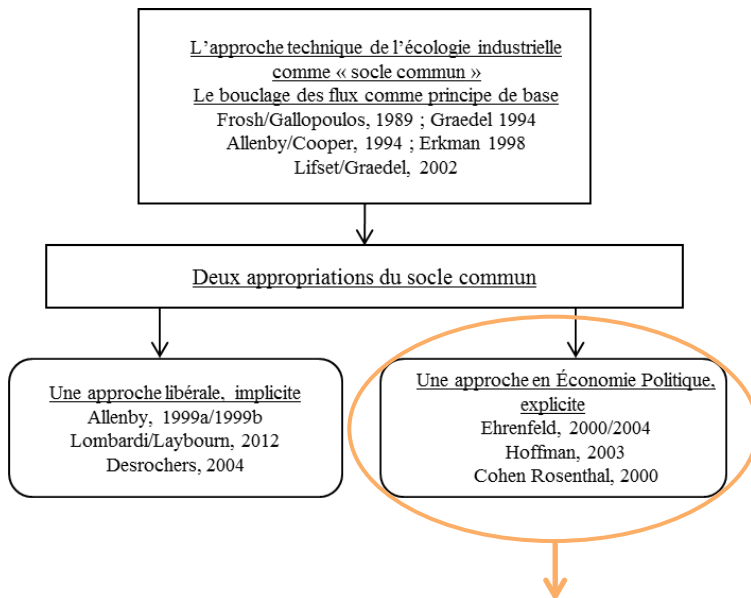 L'approche technique de l'écologie industrielle
comme « socle commun »
Le bouclage des flux comme principe de base
Frosh/Gallopoulos, 1989 ; Graedel 1994
Allenby/Cooper, 1994 ; Erkman 1998
Lifset/Graedel, 2002
Deux appropriations du socle commun
Une approche libérale, implicite
Allenby, 1999a/1999b
Lombardi/Laybourn, 2012
Desrochers, 2004
Une approche en Économie Politique,
explicite
Ehrenfeld, 2000/2004
Hoffman, 2003
Cohen Rosenthal, 2000